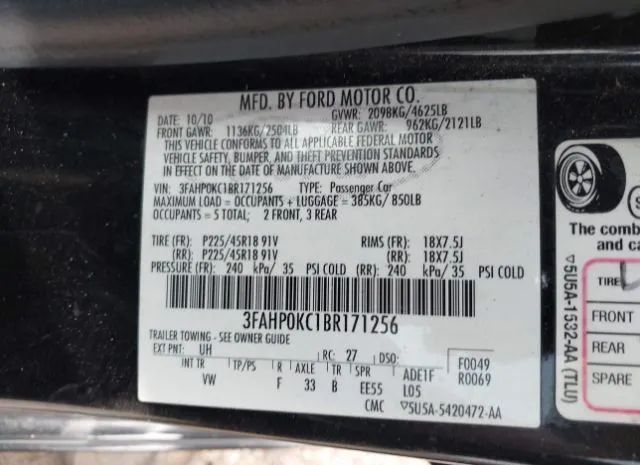 MFD. BY FORD MOTOR CO.
DATE: 10/10 GVWR: 2098KG/4625LB
FRONT GAWR: 1136KG/2504LB REAR GAWR: 962KG/2121LB
THIS VEHICLE CONFORMS TO ALL APPLICABLE FEDERAL MOTOR
VEHICLE SAFETY, BUMPER, AND THEFT PREVENTION STANDARDS
IN EFFECT ON THE DATE OF MANUFACTURE SHOWN ABOVE.
VIN: 3FAHP0KC1BR171256 TYPE: Passenger Car
MAXIMUM LOAD = OCCUPANTS + LUGGAGE = 385KG/ 850LB
OCCUPANTS = 5 TOTAL; 2 FRONT, 3 REAR
TIRE (FR): P225/45R18 91V RIMS (FR): 18X7.5J
(RR): P225/45R18 91V (RR): 18X7.5J
PRESSURE (FR): 240 kPa/ 35 PSI COLD (RR): 240 kPa/ 35 PSI COLD
3FAHP0KC1BR171256
TRAILER TOWING - SEE OWNER GUIDE
EXT PNT: UH RC: 27 DSO: F0049
INT TR TP/PS R AXLE TR SPR ADE1F R0069
VW F 33 B EE55 L05
CMC ▽5U5A-5420472-AA
The comb
and ca
TIRE
FRONT
REAR
SPARE
▽5U5A-1532-AA (TLU)